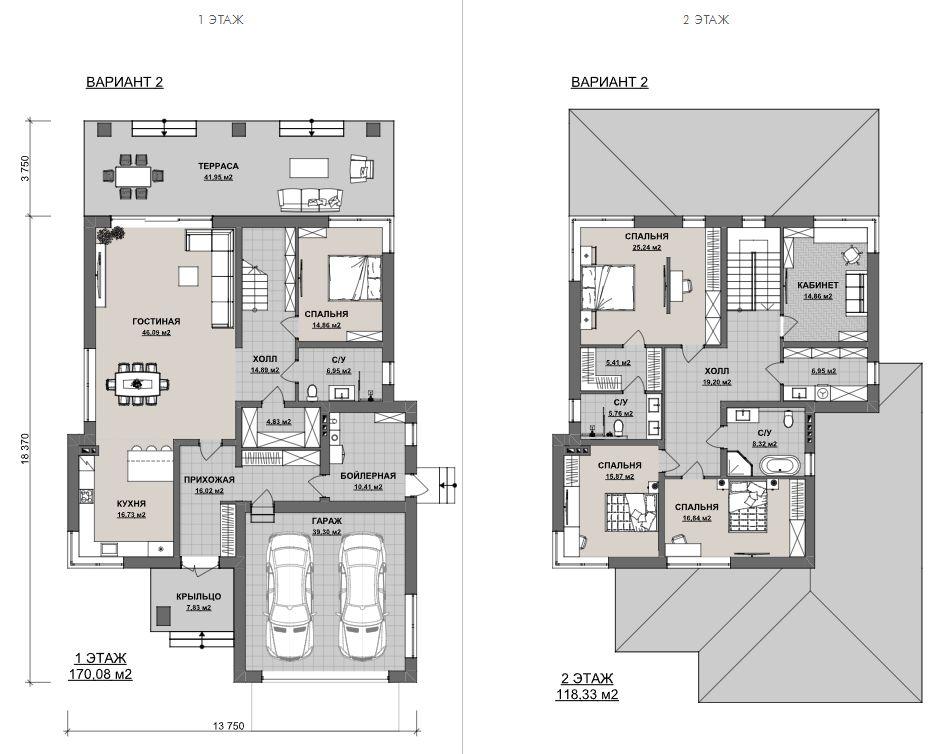 1 ЭТАЖ
ВАРИАНТ 2
3 750
18 370
ТЕРРАСА
41,95 м2
ГОСТИНАЯ
46,09 м2
СПАЛЬНЯ
14,86 м2
ХОЛЛ
14,89 м2
С/У
6,95 м2
4,83 м2
КУХНЯ
16,73 м2
ПРИХОЖАЯ
16,02 м2
БОЙЛЕРНАЯ
10,41 м2
ГАРАЖ
39,30 м2
КРЫЛЬЦО
7,83 м2
1 ЭТАЖ
170,08 м2
13 750
2 ЭТАЖ
ВАРИАНТ 2
СПАЛЬНЯ
25,24 м2
КАБИНЕТ
14,86 м2
5,41 м2
ХОЛЛ
19,20 м2
6,95 м2
С/У
5,76 м2
С/У
8,32 м2
СПАЛЬНЯ
15,87 м2
СПАЛЬНЯ
16,64 м2
2 ЭТАЖ
118,33 м2